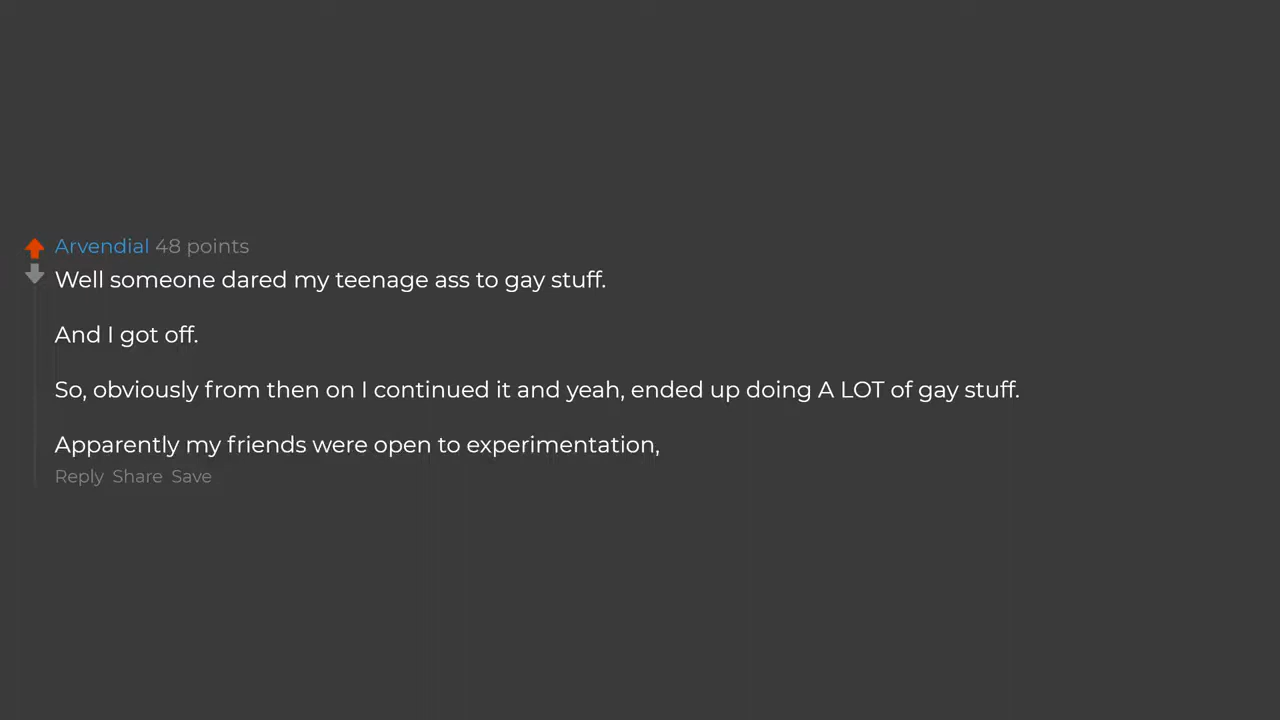 Arvendial 48 points
Well someone dared my teenage ass to gay stuff.
And I got off.
So, obviously from then on I continued it and yeah, ended up doing A LOT of gay stuff.
Apparently my friends were open to experimentation,
Reply Share Save